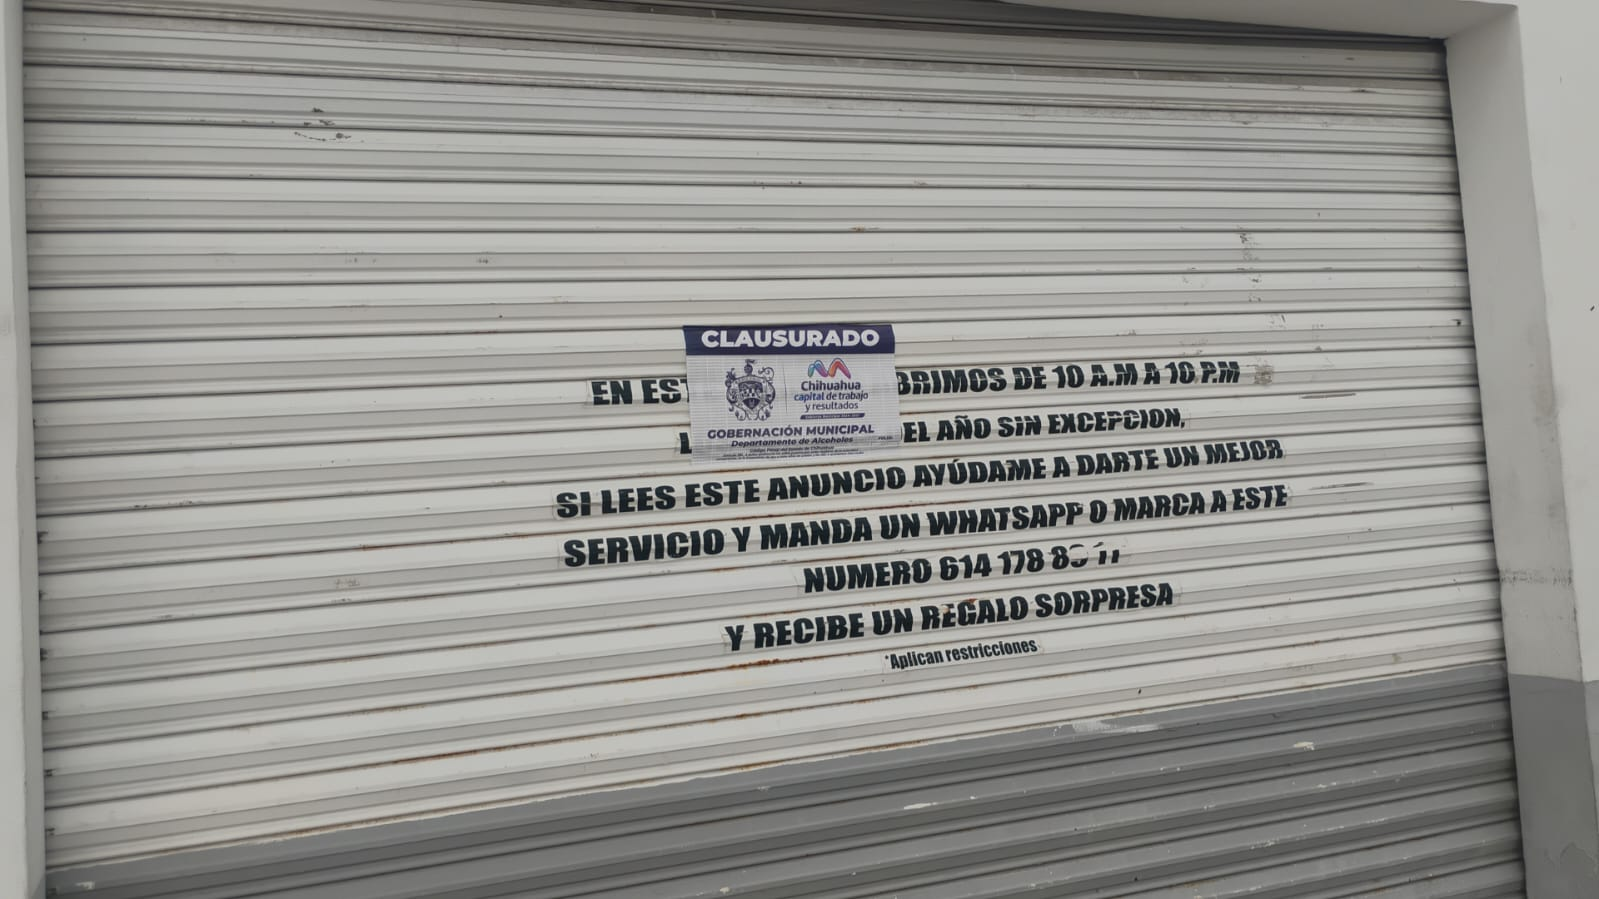 CLAUSURADO
Chihuahua
capital de trabajo
y resultados
GOBERNACIÓN MUNICIPAL
Departamento de Alcoholes
EN ES BRIMOS DE 10 A.M A 10 P.M
EL AÑO SIN EXCEPCION,
SI LEES ESTE ANUNCIO AYÚDAME A DARTE UN MEJOR
SERVICIO Y MANDA UN WHATSAPP O MARCA A ESTE
NUMERO 614 178
Y RECIBE UN REGALO SORPRESA
*Aplican restricciones